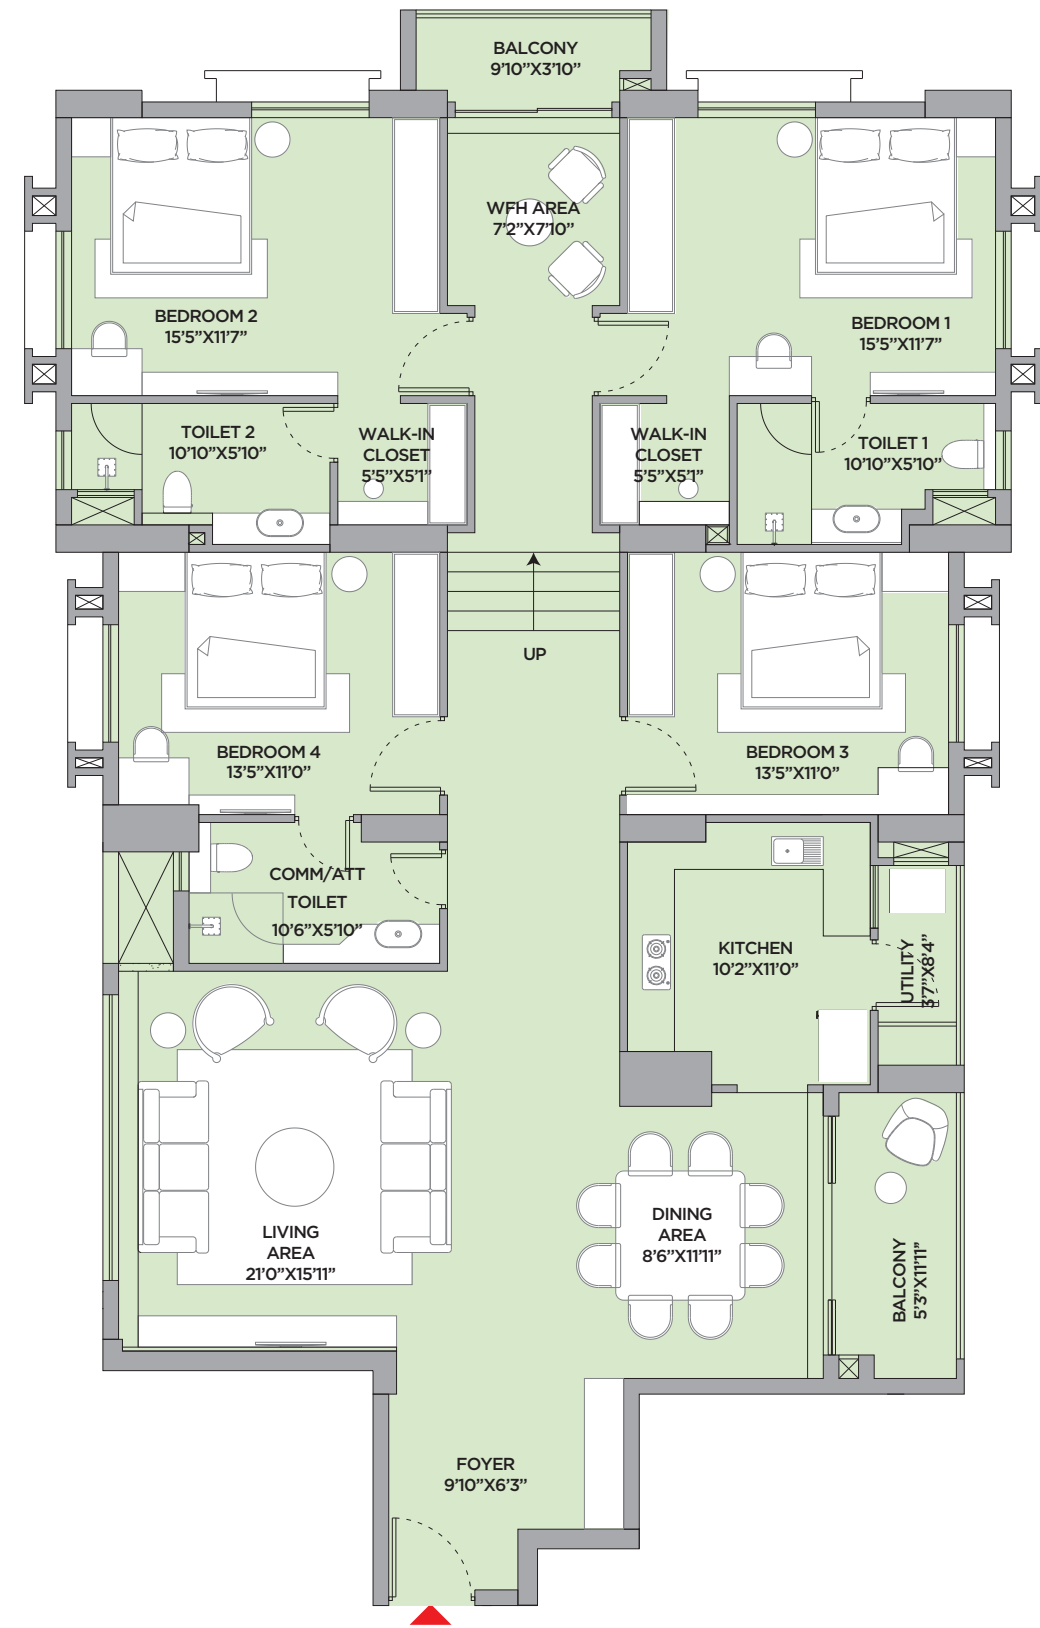 BALCONY
9'10"X3'10"
WFH AREA
7'2"X7'10"
BEDROOM 2
15'5"X11'7"
BEDROOM 1
15'5"X11'7"
TOILET 2
10'10"X5'10"
WALK-IN
CLOSET
5'5"X5'1"
WALK-IN
CLOSET
5'5"X5'1"
TOILET 1
10'10"X5'10"
UP
BEDROOM 4
13'5"X11'0"
BEDROOM 3
13'5"X11'0"
COMM/ATT
TOILET
10'6"X5'10"
KITCHEN
10'2"X11'0"
UTILITY
3'7"X8'4"
LIVING
AREA
21'0"X15'11"
DINING
AREA
8'6"X11'11"
BALCONY
5'3"X11'11"
FOYER
9'10"X6'3"